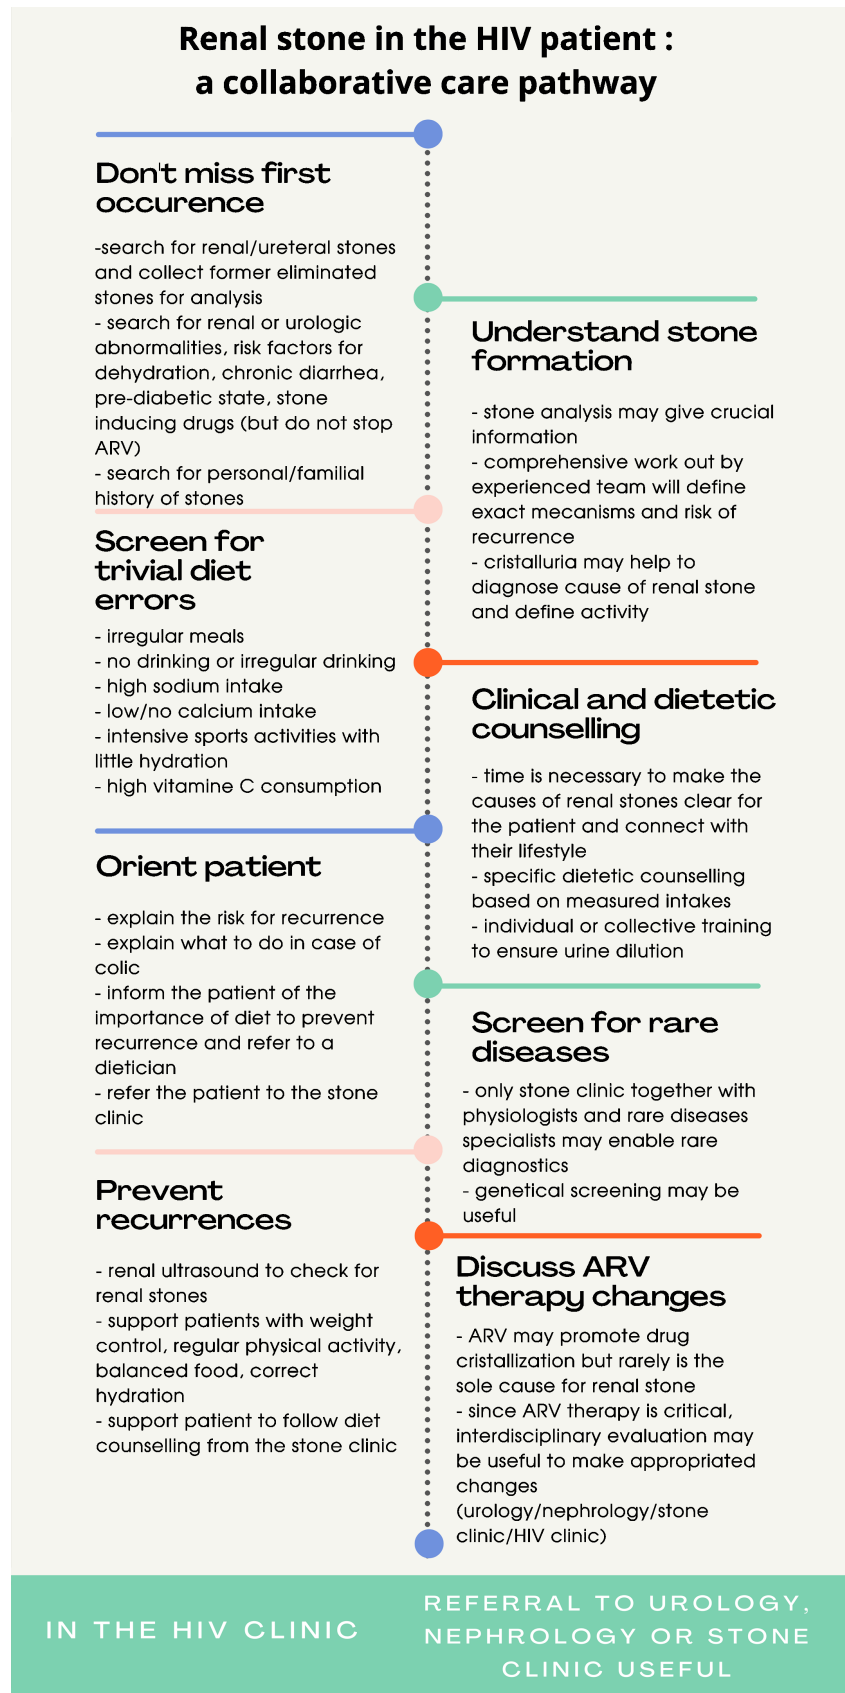 Renal stone in the HIV patient :
a collaborative care pathway
Don't miss first
occurence
-search for renal/ureteral stones
and collect former eliminated
stones for analysis
- search for renal or urologic
abnormalities, risk factors for
dehydration, chronic diarrhea,
pre-diabetic state, stone
inducing drugs (but do not stop
ARV)
- search for personal/familial
history of stones
Understand stone
formation
- stone analysis may give crucial
information
- comprehensive work out by
experienced team will define
exact mecanisms and risk of
recurrence
- cristalluria may help to
diagnose cause of renal stone
and define activity
Screen for
trivial diet
errors
- irregular meals
- no drinking or irregular drinking
- high sodium intake
- low/no calcium intake
- intensive sports activities with
little hydration
- high vitamine C consumption
Clinical and dietetic
counselling
- time is necessary to make the
causes of renal stones clear for
the patient and connect with
their lifestyle
- specific dietetic counselling
based on measured intakes
- individual or collective training
to ensure urine dilution
Orient patient
- explain the risk for recurrence
- explain what to do in case of
colic
- inform the patient of the
importance of diet to prevent
recurrence and refer to a
dietician
- refer the patient to the stone
clinic
Screen for rare
diseases
- only stone clinic together with
physiologists and rare diseases
specialists may enable rare
diagnostics
- genetical screening may be
useful
Prevent
recurrences
- renal ultrasound to check for
renal stones
- support patients with weight
control, regular physical activity,
balanced food, correct
hydration
- support patient to follow diet
counselling from the stone clinic
Discuss ARV
therapy changes
- ARV may promote drug
cristallization but rarely is the
sole cause for renal stone
- since ARV therapy is critical,
interdisciplinary evaluation may
be useful to make appropriated
changes
(urology/nephrology/stone
clinic/HIV clinic)
IN THE HIV CLINIC
REFERRAL TO UROLOGY,
NEPHROLOGY OR STONE
CLINIC USEFUL